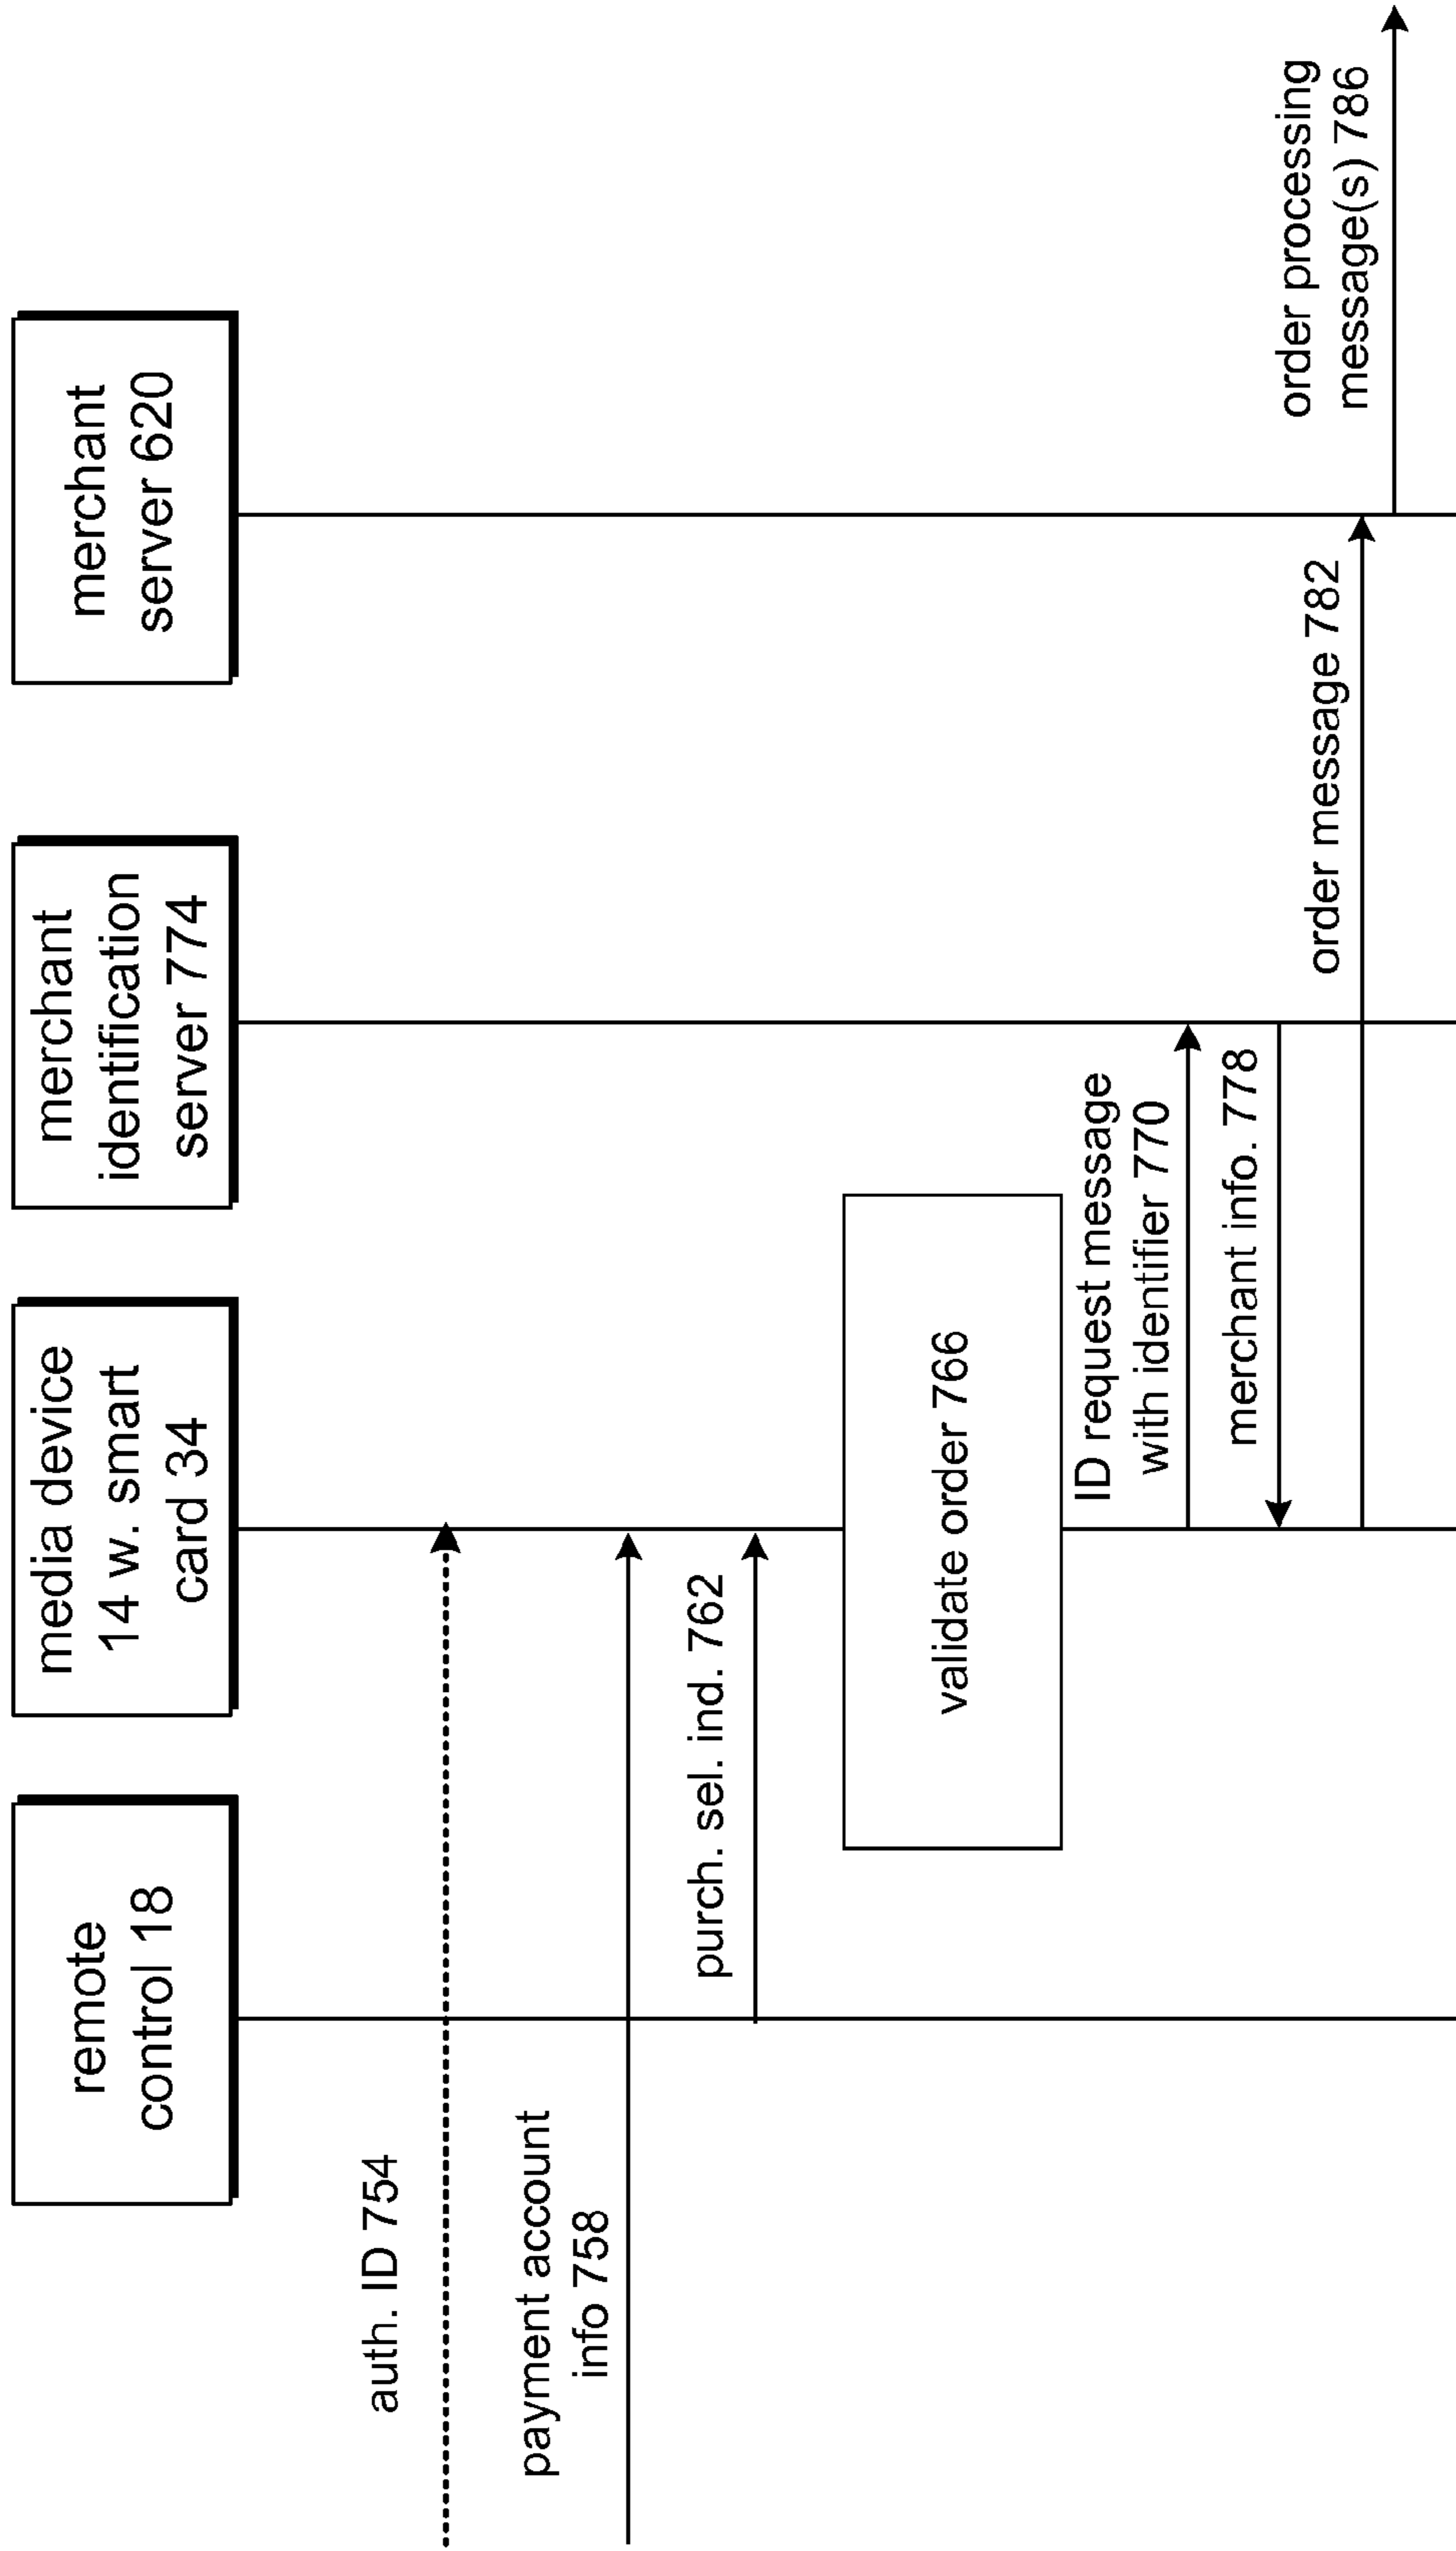 remote
control 18
media device
14 w. smart
card 34
merchant
identification
server 774
merchant
server 620
auth. ID 754
payment account
info 758
purch. sel. ind. 762
validate order 766
ID request message
with identifier 770
merchant info. 778
order message 782
order processing
message(s) 786